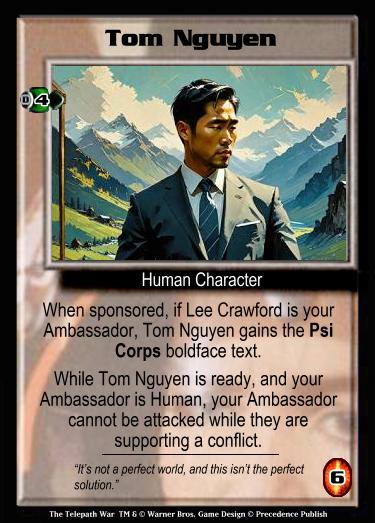 Tom Nguyen
D4
Human Character
When sponsored, if Lee Crawford is your
Ambassador, Tom Nguyen gains the Psi
Corps boldface text.
While Tom Nguyen is ready, and your
Ambassador is Human, your Ambassador
cannot be attacked while they are
supporting a conflict.
"It's not a perfect world, and this isn't the perfect
solution."
6
The Telepath War TM & © Warner Bros. Game Design © Precedence Publish